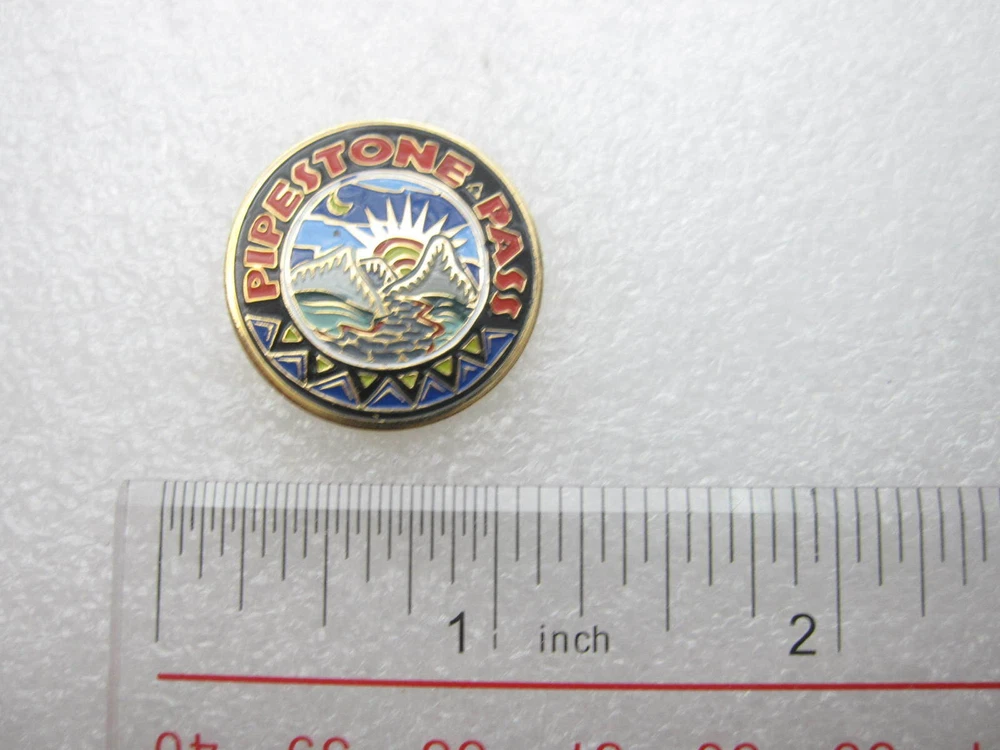 PIPESTONE PASS
1 inch 2